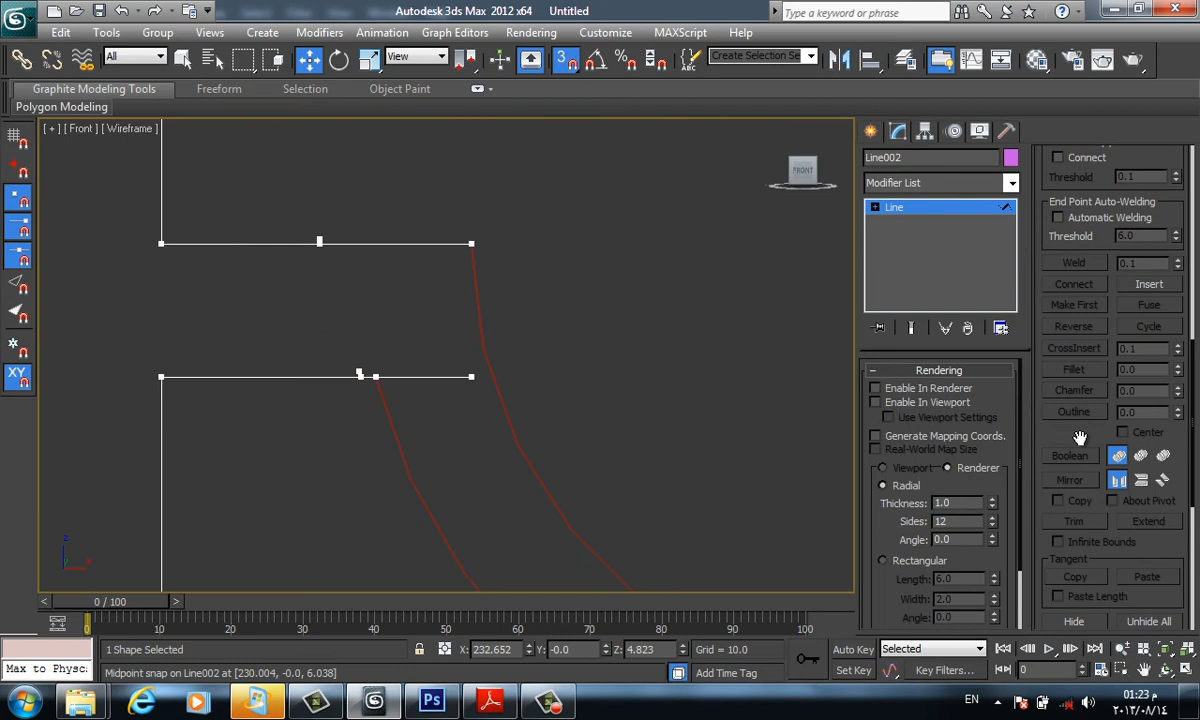 Autodesk 3ds Max 2012 x64 Untitled
Type a keyword or phrase
Edit Tools Group Views Create Modifiers Animation Graph Editors Rendering Customize MAXScript Help
All View 3 Create Selection Se
Graphite Modeling Tools Freeform Selection Object Paint
Polygon Modeling
[ + ] [ Front ] [ Wireframe ]
FRONT
XY
z
x
Line002
Modifier List
Line
Rendering
Enable In Renderer
Enable In Viewport
Use Viewport Settings
Generate Mapping Coords.
Real-World Map Size
Viewport Renderer
Radial
Thickness: 1.0
Sides: 12
Angle: 0.0
Rectangular
Length: 6.0
Width: 2.0
Angle: 0.0
Connect
Threshold 0.1
End Point Auto-Welding
Automatic Welding
Threshold 6.0
Weld 0.1
Connect Insert
Make First Fuse
Reverse Cycle
CrossInsert 0.1
Fillet 0.0
Chamfer 0.0
Outline 0.0
Center
Boolean
Mirror
Copy About Pivot
Trim Extend
Infinite Bounds
Tangent
Copy Paste
Paste Length
Hide Unhide All
< 0 / 100 >
0 10 20 30 40 50 60 70 80 90 100
1 Shape Selected X: 232.652 Y: -0.0 Z: 4.823 Grid = 10.0 Auto Key Selected
Max to Physc Midpoint snap on Line002 at [230.004, -0.0, 6.038] Add Time Tag Set Key Key Filters... 0
Ps EN 01:23 م
٢٠١٣/٠٨/١٤